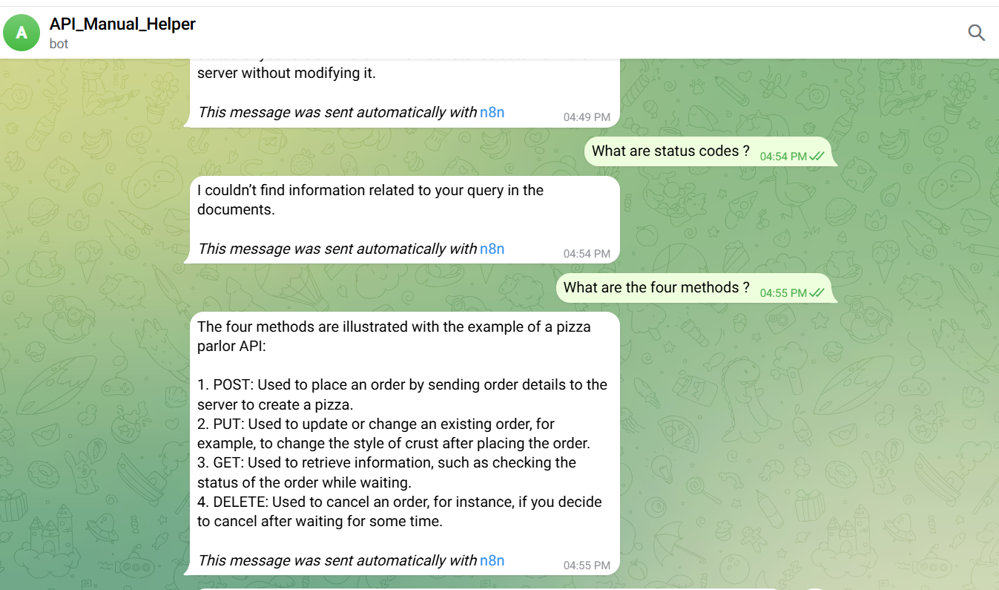 A
API_Manual_Helper
bot
server without modifying it.
This message was sent automatically with n8n
04:49 PM
What are status codes ?
04:54 PM
I couldn’t find information related to your query in the
documents.
This message was sent automatically with n8n
04:54 PM
What are the four methods ?
04:55 PM
The four methods are illustrated with the example of a pizza
parlor API:
1. POST: Used to place an order by sending order details to the
server to create a pizza.
2. PUT: Used to update or change an existing order, for
example, to change the style of crust after placing the order.
3. GET: Used to retrieve information, such as checking the
status of the order while waiting.
4. DELETE: Used to cancel an order, for instance, if you decide
to cancel after waiting for some time.
This message was sent automatically with n8n
04:55 PM